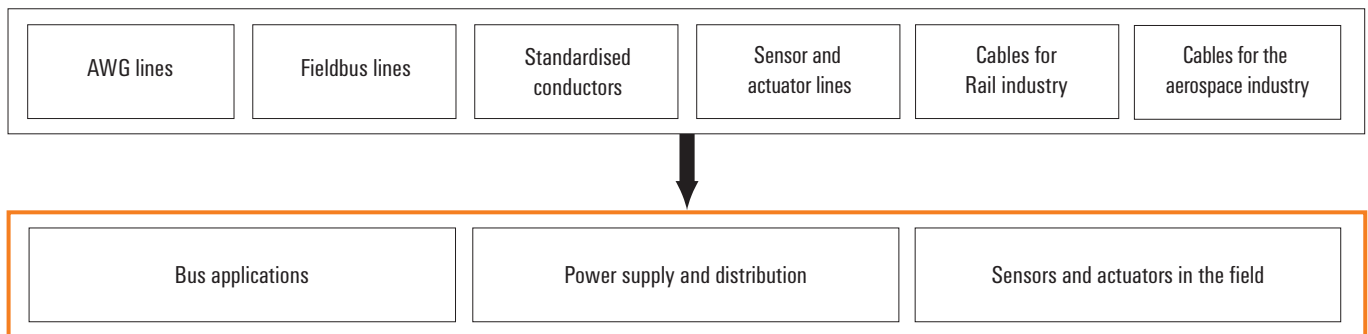 AWG lines
Fieldbus lines
Standardised
conductors
Sensor and
actuator lines
Cables for
Rail industry
Cables for the
aerospace industry
Bus applications
Power supply and distribution
Sensors and actuators in the field